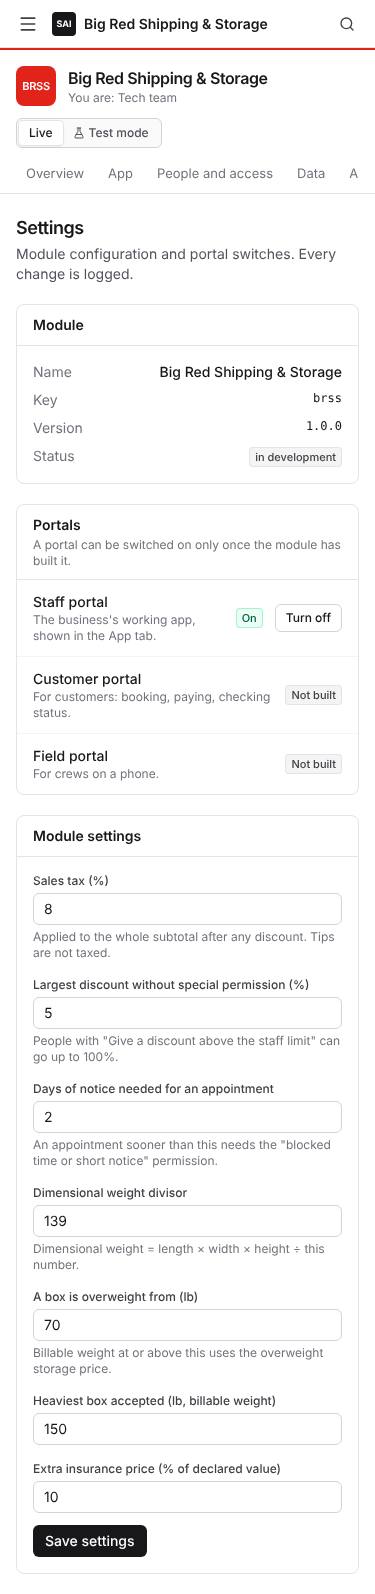 SAI Big Red Shipping & Storage
BRSS
Big Red Shipping & Storage
You are: Tech team
Live Test mode
Overview App People and access Data A
Settings
Module configuration and portal switches. Every
change is logged.
Module
Name Big Red Shipping & Storage
Key brss
Version 1.0.0
Status in development
Portals
A portal can be switched on only once the module has
built it.
Staff portal
The business's working app,
shown in the App tab.
On Turn off
Customer portal
For customers: booking, paying, checking
status.
Not built
Field portal
For crews on a phone.
Not built
Module settings
Sales tax (%)
8
Applied to the whole subtotal after any discount. Tips
are not taxed.
Largest discount without special permission (%)
5
People with "Give a discount above the staff limit" can
go up to 100%.
Days of notice needed for an appointment
2
An appointment sooner than this needs the "blocked
time or short notice" permission.
Dimensional weight divisor
139
Dimensional weight = length × width × height ÷ this
number.
A box is overweight from (lb)
70
Billable weight at or above this uses the overweight
storage price.
Heaviest box accepted (lb, billable weight)
150
Extra insurance price (% of declared value)
10
Save settings